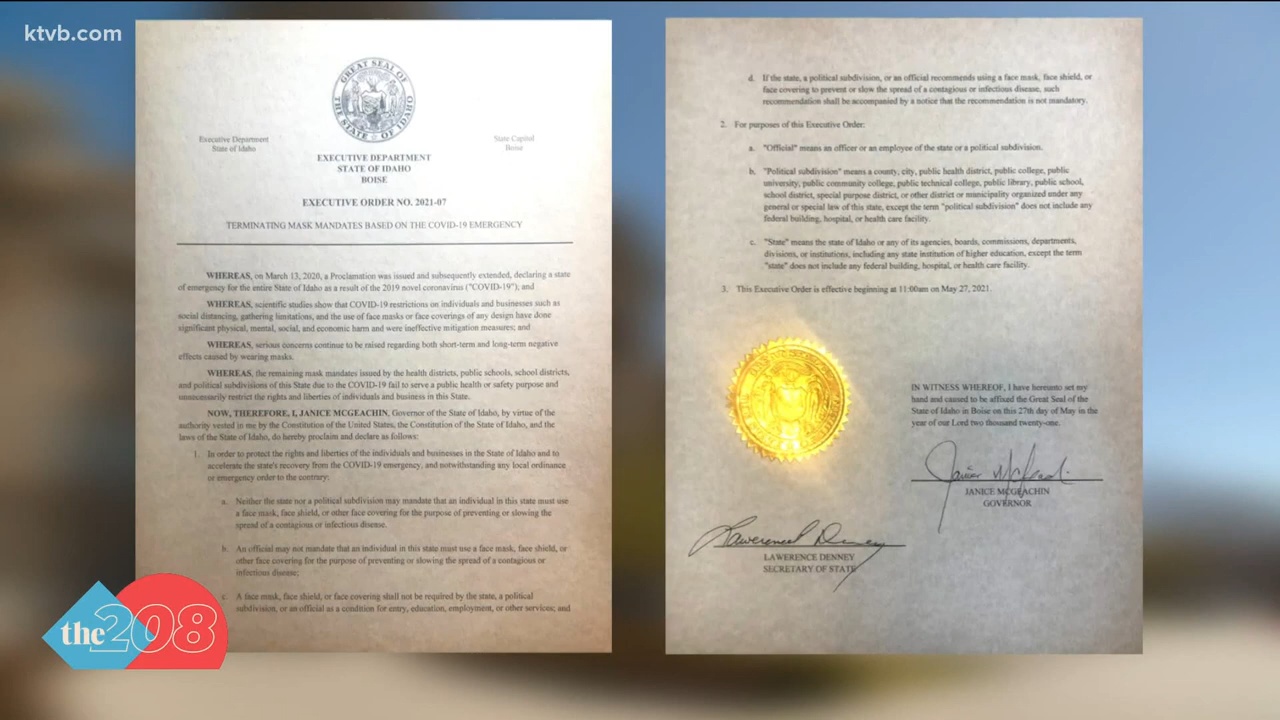 ktvb.com
GREAT SEAL OF
THE STATE OF IDAHO
Executive Department
State of Idaho
State Capitol
Boise
EXECUTIVE DEPARTMENT
STATE OF IDAHO
BOISE
EXECUTIVE ORDER NO. 2021-07
TERMINATING MASK MANDATES BASED ON THE COVID-19 EMERGENCY
WHEREAS, on March 13, 2020, a Proclamation was issued and subsequently extended, declaring a state
of emergency for the entire State of Idaho as a result of the 2019 novel coronavirus ("COVID-19"); and
WHEREAS, scientific studies show that COVID-19 restrictions on individuals and businesses such as
social distancing, gathering limitations, and the use of face masks or face coverings of any design have done
significant physical, mental, social, and economic harm and were ineffective mitigation measures; and
WHEREAS, serious concerns continue to be raised regarding both short-term and long-term negative
effects caused by wearing masks.
WHEREAS, the remaining mask mandates issued by the health districts, public schools, school districts,
and political subdivisions of this State due to the COVID-19 fail to serve a public health or safety purpose and
unnecessarily restrict the rights and liberties of individuals and business in this State.
NOW, THEREFORE, I, JANICE MCGEACHIN, Governor of the State of Idaho, by virtue of the
authority vested in me by the Constitution of the United States, the Constitution of the State of Idaho, and the
laws of the State of Idaho, do hereby proclaim and declare as follows:
1. In order to protect the rights and liberties of the individuals and businesses in the State of Idaho and to
accelerate the state's recovery from the COVID-19 emergency, and notwithstanding any local ordinance
or emergency order to the contrary:
a. Neither the state nor a political subdivision may mandate that an individual in this state must use
a face mask, face shield, or other face covering for the purpose of preventing or slowing the
spread of a contagious or infectious disease.
b. An official may not mandate that an individual in this state must use a face mask, face shield, or
other face covering for the purpose of preventing or slowing the spread of a contagious or
infectious disease;
c. A face mask, face shield, or face covering shall not be required by the state, a political
subdivision, or an official as a condition for entry, education, employment, or other services; and
the 208
d. If the state, a political subdivision, or an official recommends using a face mask, face shield, or
face covering to prevent or slow the spread of a contagious or infectious disease, such
recommendation shall be accompanied by a notice that the recommendation is not mandatory.
2. For purposes of this Executive Order:
a. "Official" means an officer or an employee of the state or a political subdivision.
b. "Political subdivision" means a county, city, public health district, public college, public
university, public community college, public technical college, public library, public school,
school district, special purpose district, or other district or municipality organized under any
general or special law of this state, except the term "political subdivision" does not include any
federal building, hospital, or health care facility.
c. "State" means the state of Idaho or any of its agencies, boards, commissions, departments,
divisions, or institutions, including any state institution of higher education, except the term
"state" does not include any federal building, hospital, or health care facility.
3. This Executive Order is effective beginning at 11:00am on May 27, 2021.
IN WITNESS WHEREOF, I have hereunto set my
hand and caused to be affixed the Great Seal of the
State of Idaho in Boise on this 27th day of May in the
year of our Lord two thousand twenty-one.
Janice McGeachin
JANICE MCGEACHIN
GOVERNOR
Lawerence Denney
LAWERENCE DENNEY
SECRETARY OF STATE